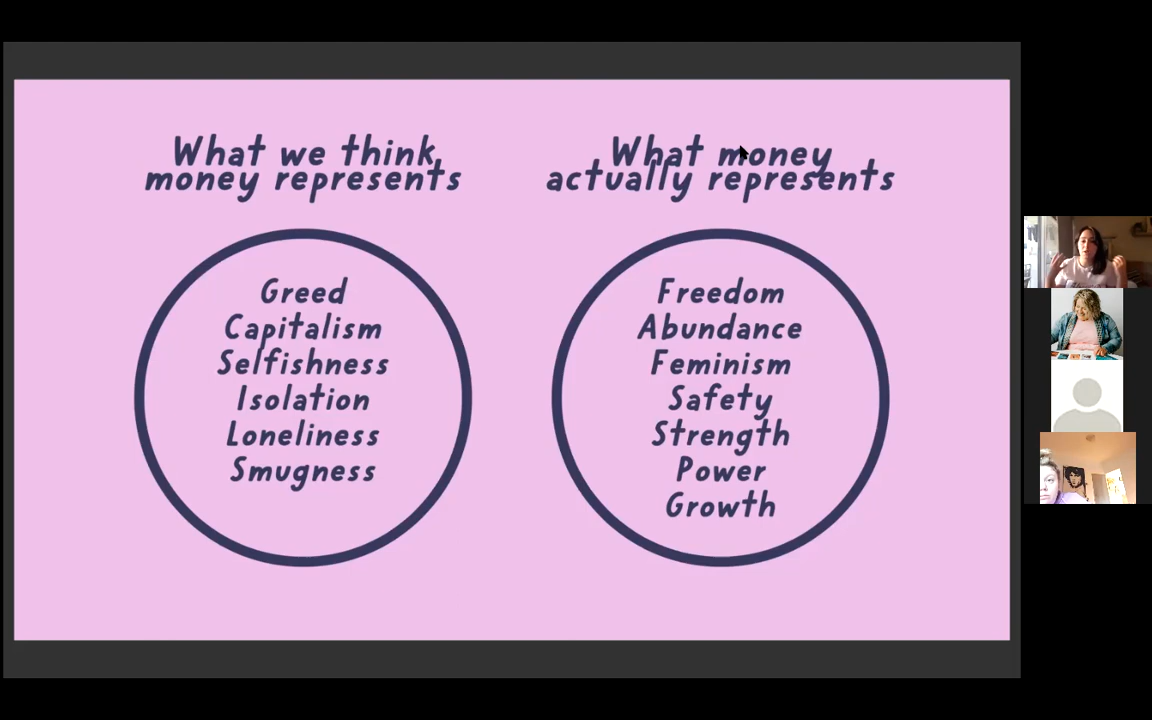 What we think
money represents
Greed
Capitalism
Selfishness
Isolation
Loneliness
Smugness
What money
actually represents
Freedom
Abundance
Feminism
Safety
Strength
Power
Growth